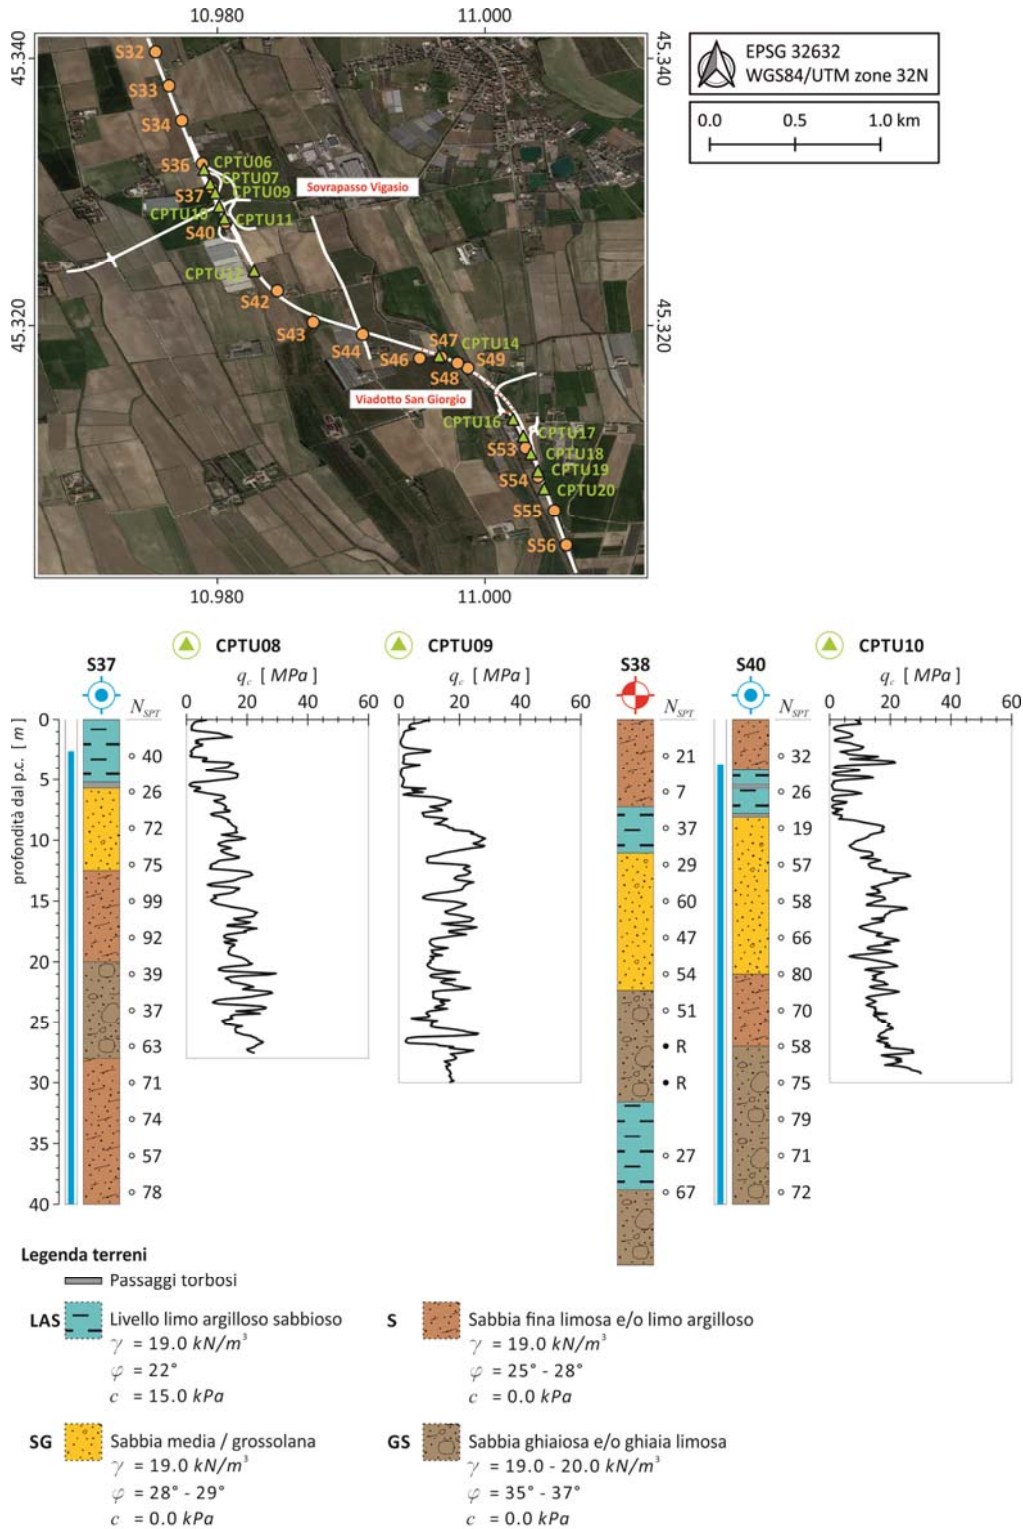 10.980 11.000
45.340 45.340
EPSG 32632
WGS84/UTM zone 32N
0.0 0.5 1.0 km
S32
S33
S34
S36 CPTU06
CPTU07
S37 CPTU09
CPTU10 CPTU11
S40
Sovrapasso Vigasio
CPTU12
S42
S43
45.320 45.320
S44
S47
CPTU14
S46 S49
S48
Viadotto San Giorgio
CPTU16
CPTU17
S53 CPTU18
S54 CPTU19
CPTU20
S55
S56
10.980 11.000
S37 CPTU08 CPTU09 S38 S40 CPTU10
q_c [MPa] q_c [MPa] q_c [MPa]
N_SPT 0 20 40 60 0 20 40 60 N_SPT N_SPT 0 20 40 60
profondità dal p.c. [m]
0
5
10
15
20
25
30
35
40
40
26
72
75
99
92
39
37
63
71
74
57
78
21
7
37
29
60
47
54
51
R
R
27
67
32
26
19
57
58
66
80
70
58
75
79
71
72
Legenda terreni
Passaggi torbosi
LAS Livello limo argilloso sabbioso
γ = 19.0 kN/m³
φ = 22°
c = 15.0 kPa
S Sabbia fina limosa e/o limo argilloso
γ = 19.0 kN/m³
φ = 25° - 28°
c = 0.0 kPa
SG Sabbia media / grossolana
γ = 19.0 kN/m³
φ = 28° - 29°
c = 0.0 kPa
GS Sabbia ghiaiosa e/o ghiaia limosa
γ = 19.0 - 20.0 kN/m³
φ = 35° - 37°
c = 0.0 kPa